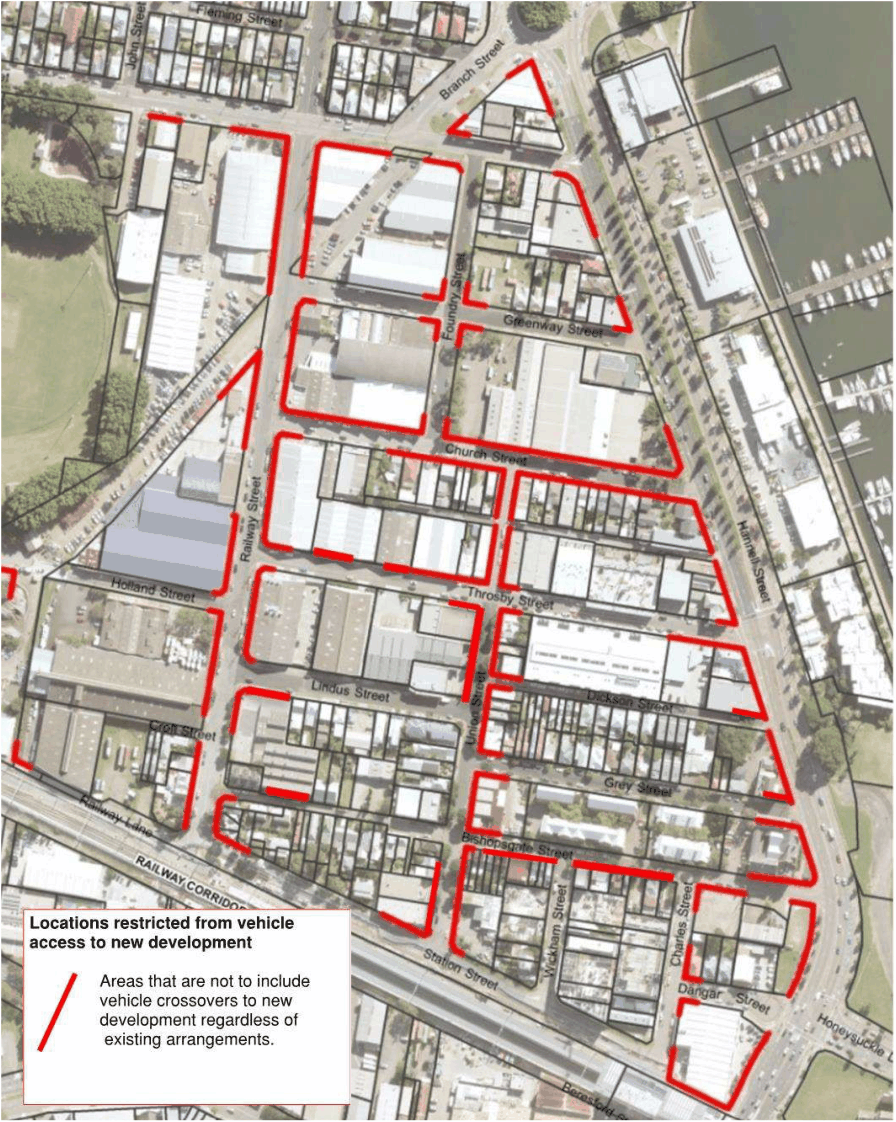 Fleming Street
John Street
Branch Street
Foundry Street
Greenway Street
Church Street
Railway Street
Hannell Street
Holland Street
Throsby Street
Lindus Street
Union Street
Dickson Street
Croft Street
Grey Street
Railway Lane
Bishopsgate Street
RAILWAY CORRIDOR
Wickham Street
Charles Street
Station Street
Dangar Street
Honeysuckle
Beresford
Locations restricted from vehicle
access to new development
Areas that are not to include
vehicle crossovers to new
development regardless of
existing arrangements.